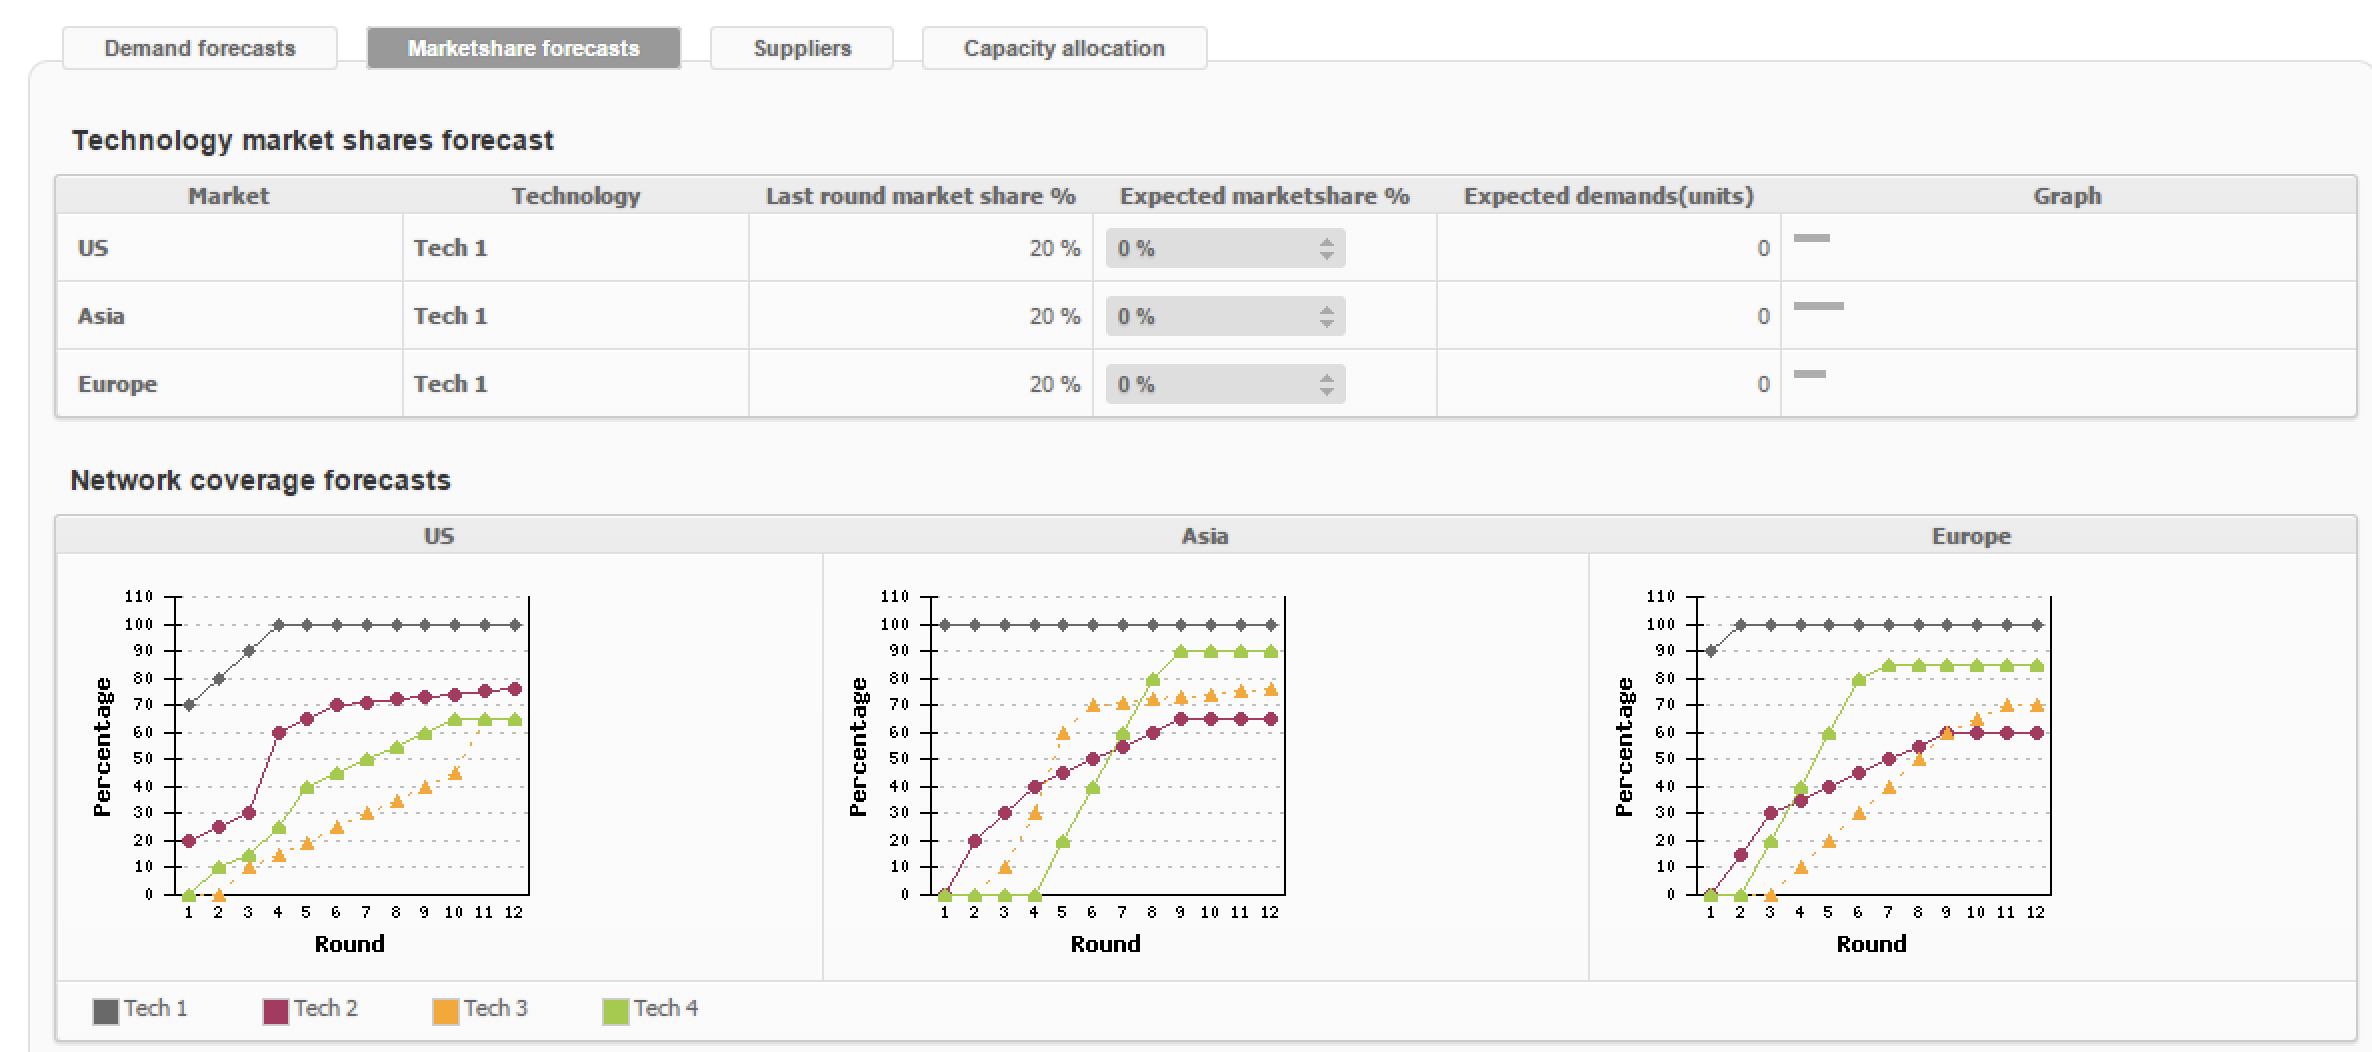 Demand forecasts Marketshare forecasts Suppliers Capacity allocation
Technology market shares forecast
Market Technology Last round market share % Expected marketshare % Expected demands(units) Graph
US Tech 1 20 % 0 % 0
Asia Tech 1 20 % 0 % 0
Europe Tech 1 20 % 0 % 0
Network coverage forecasts
US Asia Europe
Percentage
110
100
90
80
70
60
50
40
30
20
10
0
1 2 3 4 5 6 7 8 9 10 11 12
Round
Percentage
110
100
90
80
70
60
50
40
30
20
10
0
1 2 3 4 5 6 7 8 9 10 11 12
Round
Percentage
110
100
90
80
70
60
50
40
30
20
10
0
1 2 3 4 5 6 7 8 9 10 11 12
Round
Tech 1 Tech 2 Tech 3 Tech 4